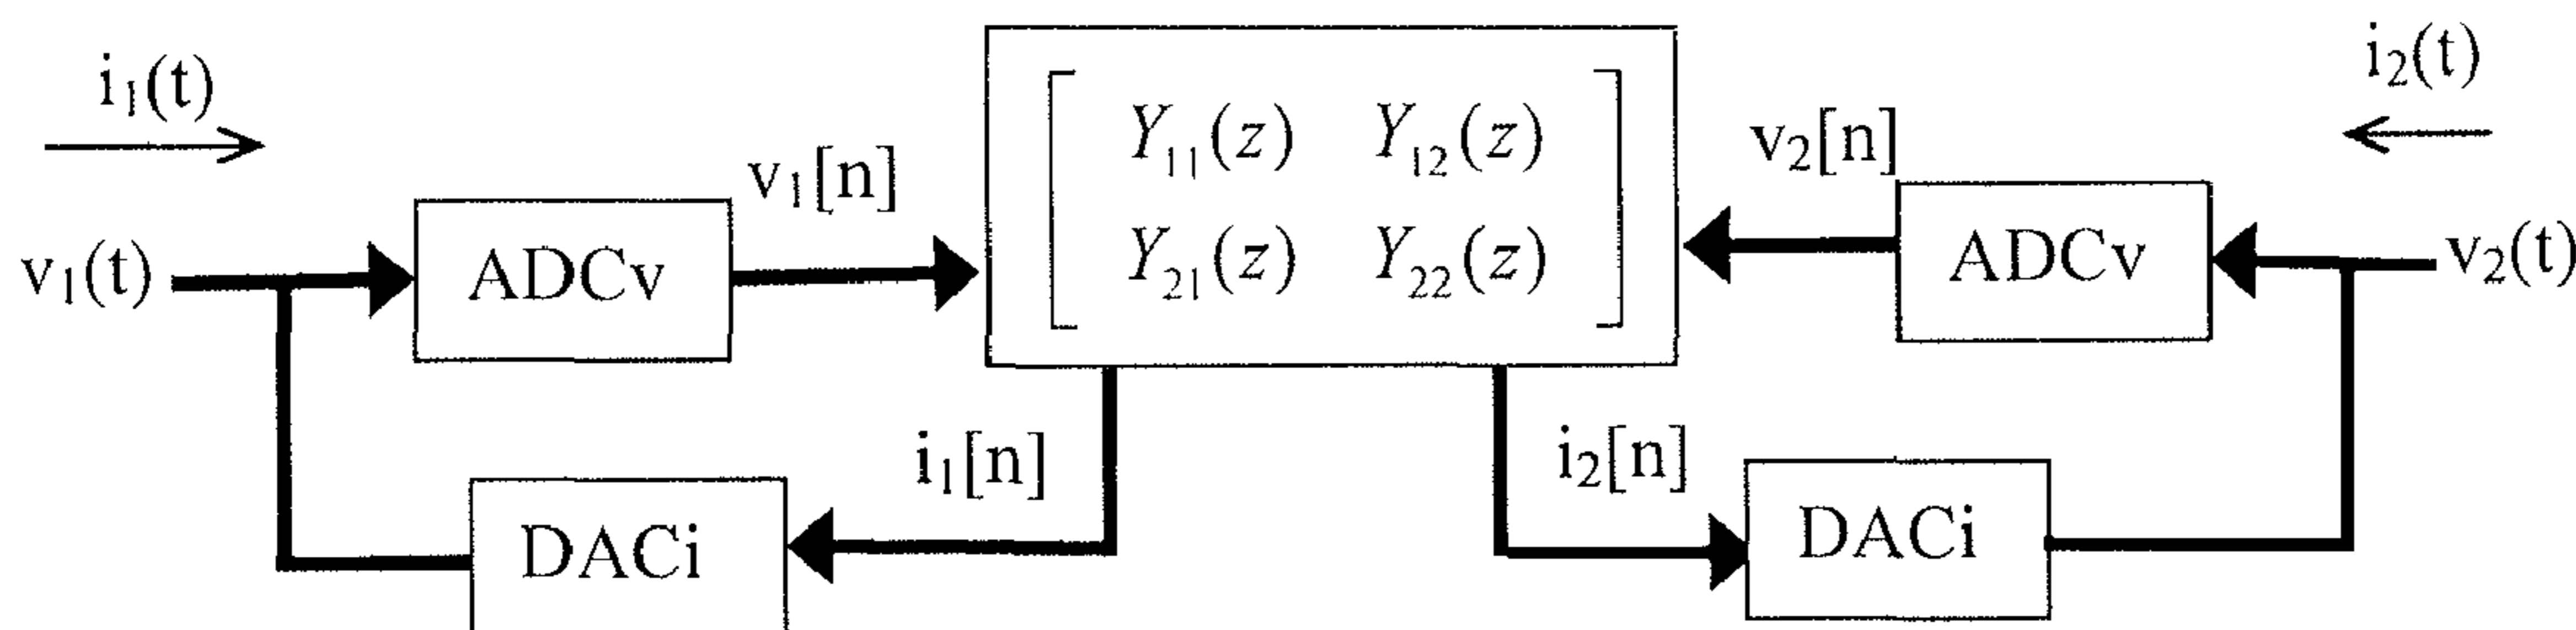 i₁(t)
i₂(t)
Y₁₁(z) Y₁₂(z)
Y₂₁(z) Y₂₂(z)
v₁[n]
v₂[n]
v₁(t)
ADCv
ADCv
v₂(t)
i₁[n]
i₂[n]
DACi
DACi